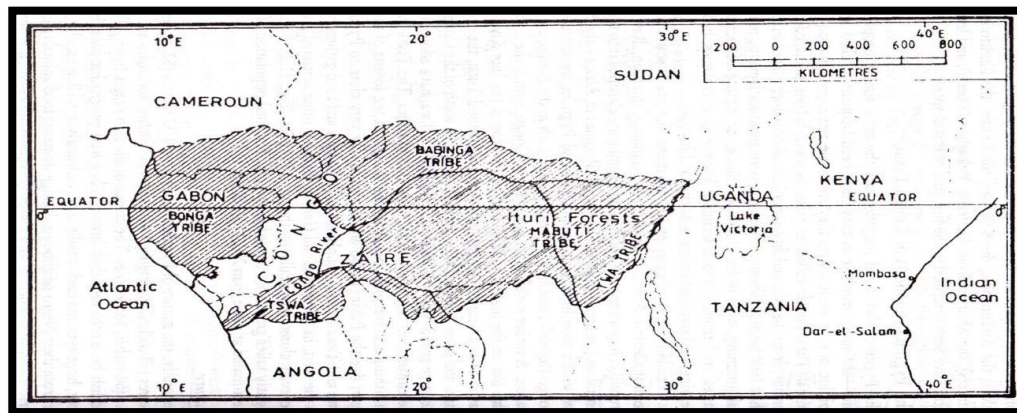 10°E
20°
30°
40°E
200 0 200 400 600 800
KILOMETRES
SUDAN
CAMEROUN
BABINGA
TRIBE
KENYA
UGANDA
GABON
EQUATOR
EQUATOR
0°
0°
BONGA
TRIBE
CONGO
Ituri Forests
MABUTI
TRIBE
Lake
Victoria
Congo River
ZAIRE
TWA TRIBE
Atlantic
Ocean
Mombasa
Indian
Ocean
TSWA
TRIBE
TANZANIA
Dar-el-Salam
ANGOLA
10°E
20°
30°
40°E